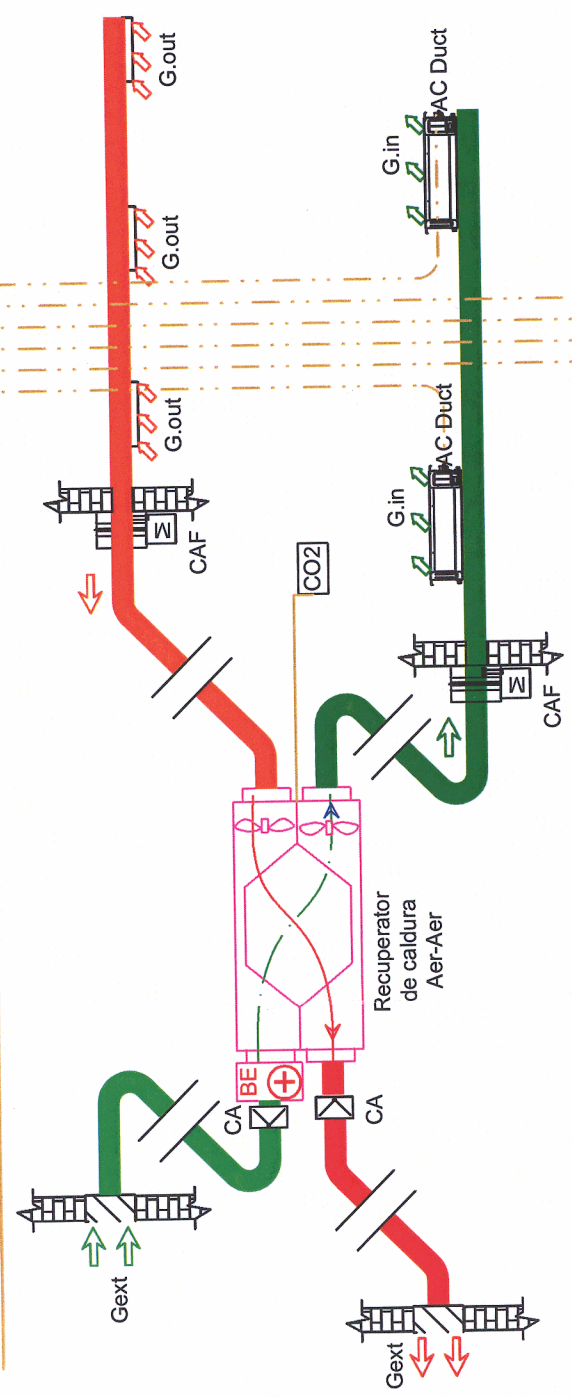 G.out
G.out
G.out
AC Duct
G.in
AC Duct
G.in
M
CAF
CO2
M
CAF
Recuperator
de caldura
Aer-Aer
BE
CA
CA
Gext
Gext